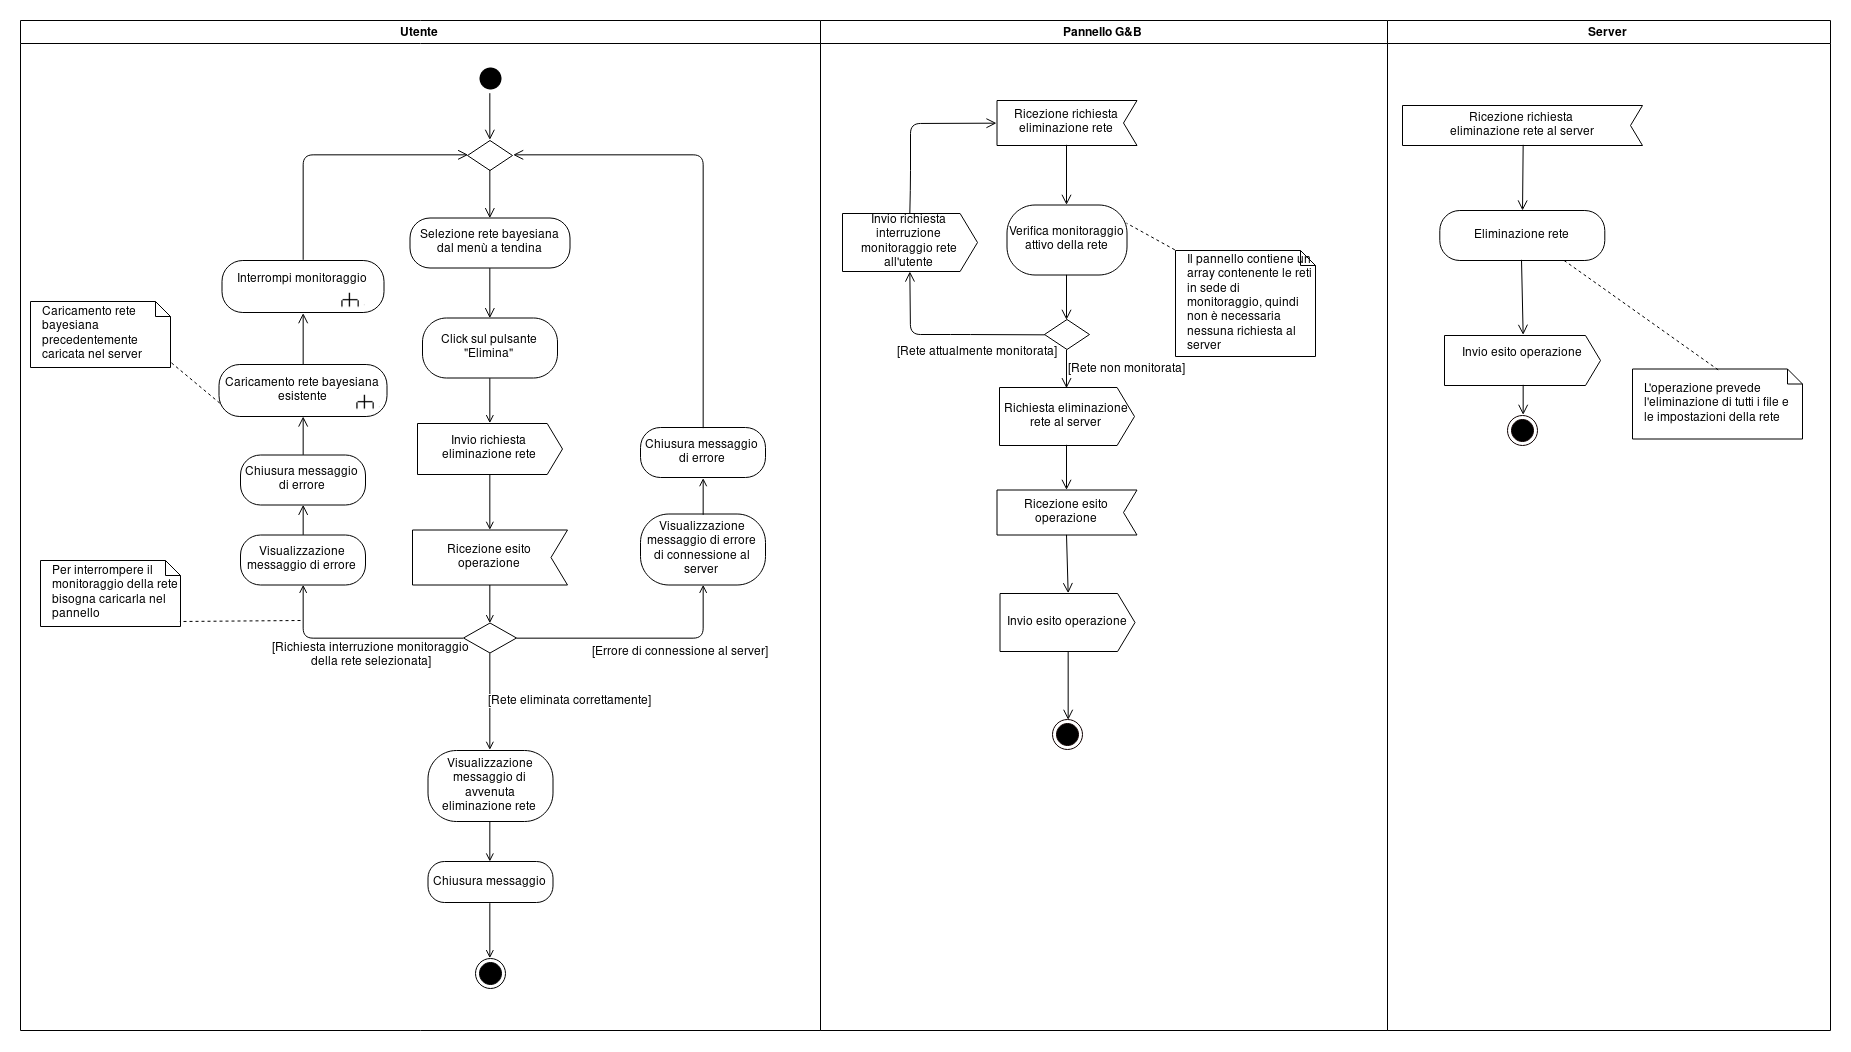 Utente
Pannello G&B
Server
Selezione rete bayesiana
dal menù a tendina
Click sul pulsante
"Elimina"
Invio richiesta
eliminazione rete
Ricezione esito
operazione
Interrompi monitoraggio
Caricamento rete
bayesiana
precedentemente
caricata nel server
Caricamento rete bayesiana
esistente
Chiusura messaggio
di errore
Visualizzazione
messaggio di errore
Per interrompere il
monitoraggio della rete
bisogna caricarla nel
pannello
[Richiesta interruzione monitoraggio
della rete selezionata]
Chiusura messaggio
di errore
Visualizzazione
messaggio di errore
di connessione al
server
[Errore di connessione al server]
[Rete eliminata correttamente]
Visualizzazione
messaggio di
avvenuta
eliminazione rete
Chiusura messaggio
Ricezione richiesta
eliminazione rete
Invio richiesta
interruzione
monitoraggio rete
all'utente
Verifica monitoraggio
attivo della rete
Il pannello contiene un
array contenente le reti
in sede di
monitoraggio, quindi
non è necessaria
nessuna richiesta al
server
[Rete attualmente monitorata]
[Rete non monitorata]
Richiesta eliminazione
rete al server
Ricezione esito
operazione
Invio esito operazione
Ricezione richiesta
eliminazione rete al server
Eliminazione rete
Invio esito operazione
L'operazione prevede
l'eliminazione di tutti i file e
le impostazioni della rete